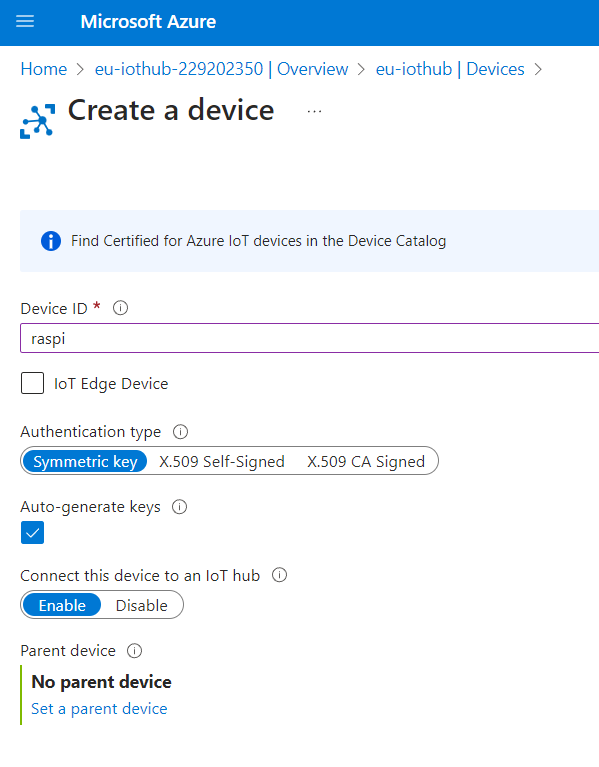 Microsoft Azure
Home > eu-iothub-229202350 | Overview > eu-iothub | Devices >
Create a device ...
Find Certified for Azure IoT devices in the Device Catalog
Device ID *
raspi
IoT Edge Device
Authentication type
Symmetric key X.509 Self-Signed X.509 CA Signed
Auto-generate keys
Connect this device to an IoT hub
Enable Disable
Parent device
No parent device
Set a parent device